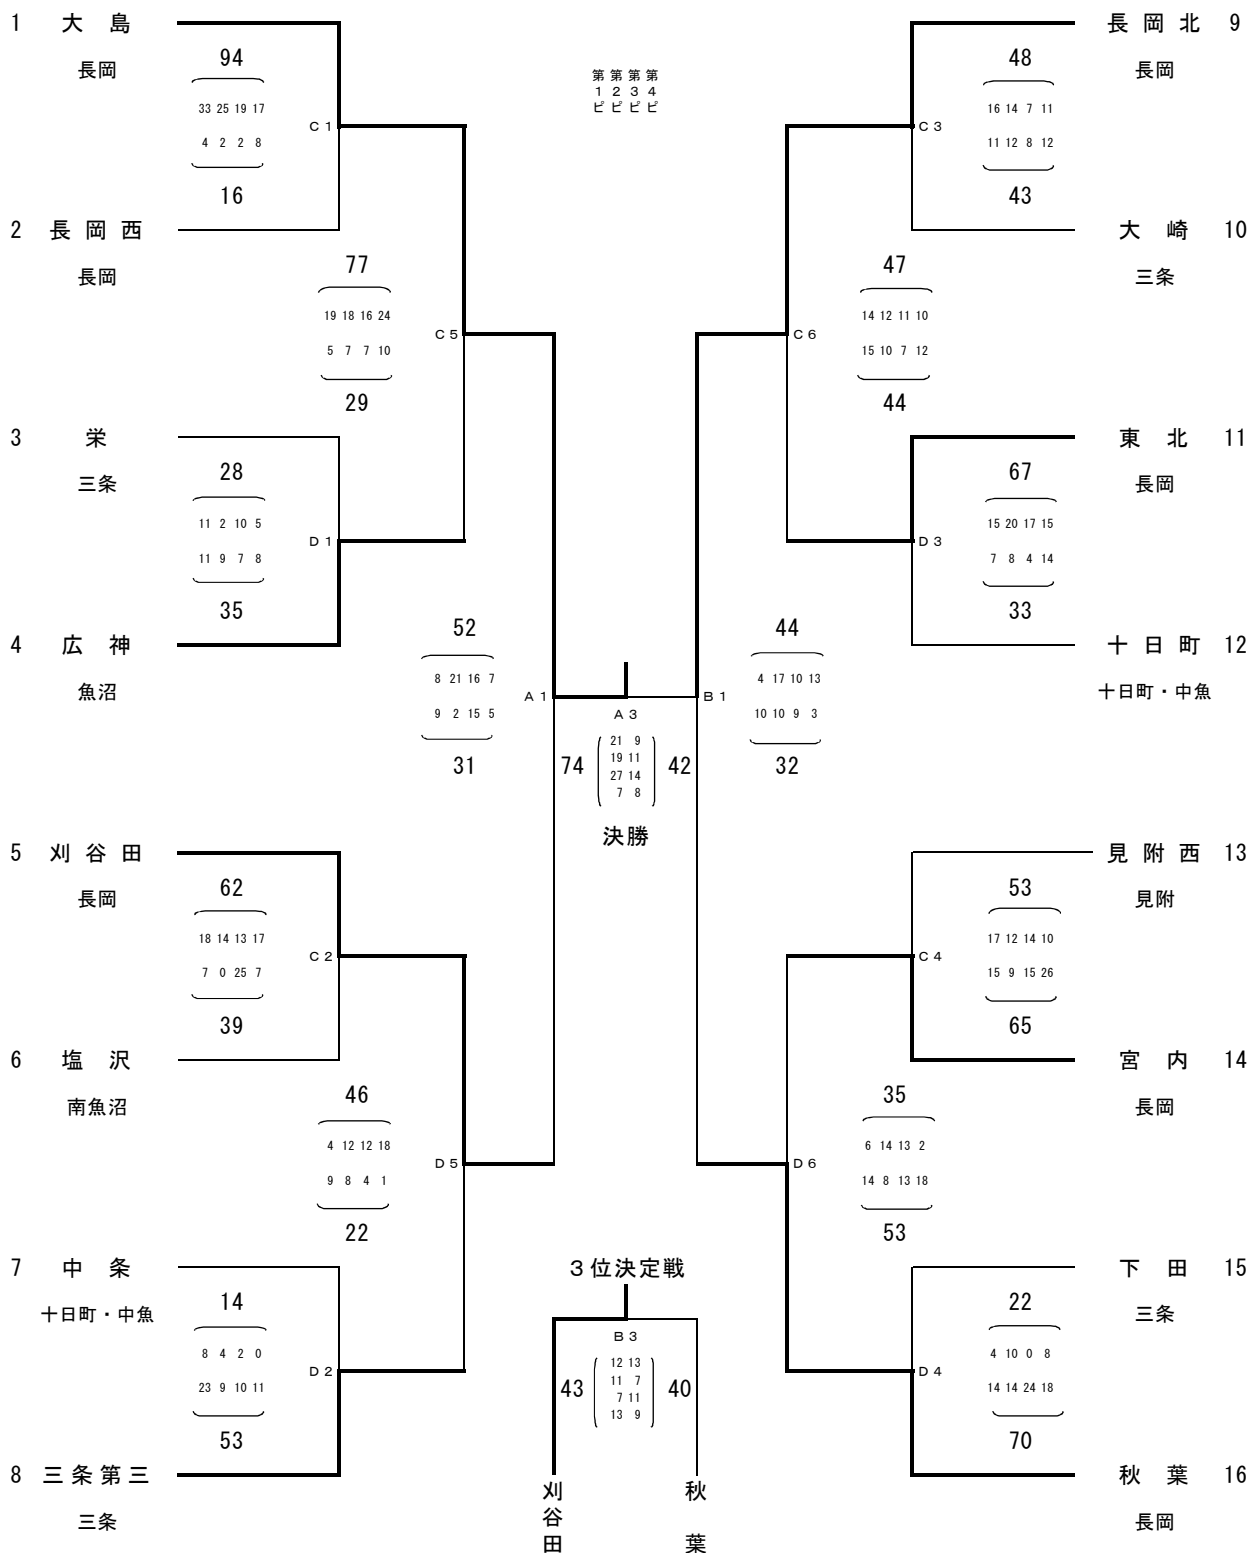 1 大島
長岡
94
33 25 19 17
4 2 2 8
16
C1
2 長岡西
長岡
77
19 18 16 24
5 7 7 10
29
C5
3 栄
三条
28
11 2 10 5
11 9 7 8
35
D1
4 広神
魚沼
52
8 21 16 7
9 2 15 5
31
A1
5 刈谷田
長岡
62
18 14 13 17
7 0 25 7
39
C2
6 塩沢
南魚沼
46
4 12 12 18
9 8 4 1
22
D5
7 中条
十日町・中魚
14
8 4 2 0
23 9 10 11
53
D2
8 三条第三
三条
第1ピ
第2ピ
第3ピ
第4ピ
A3
74
21 9
19 11
27 14
7 8
42
決勝
3位決定戦
B3
43
12 13
11 7
7 11
13 9
40
刈谷田
秋葉
長岡北 9
長岡
48
16 14 7 11
11 12 8 12
43
C3
大崎 10
三条
47
14 12 11 10
15 10 7 12
44
C6
東北 11
長岡
67
15 20 17 15
7 8 4 14
33
D3
十日町 12
十日町・中魚
44
4 17 10 13
10 10 9 3
32
B1
見附西 13
見附
53
17 12 14 10
15 9 15 26
65
C4
宮内 14
長岡
35
6 14 13 2
14 8 13 18
53
D6
下田 15
三条
22
4 10 0 8
14 14 24 18
70
D4
秋葉 16
長岡